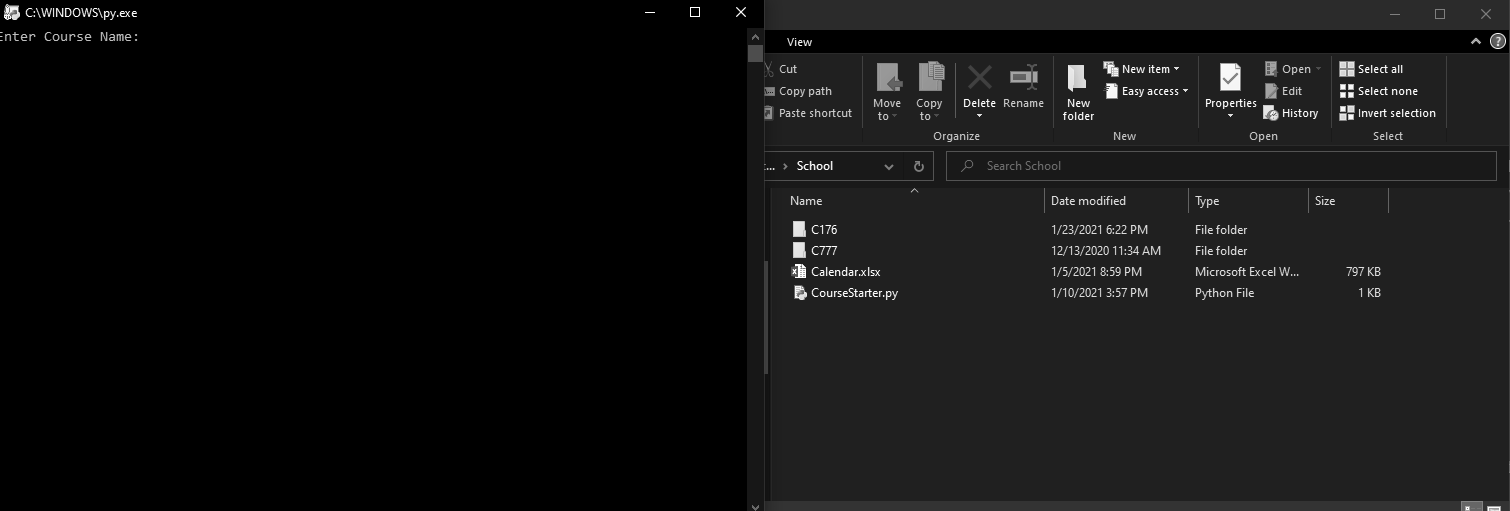 C:\WINDOWS\py.exe
Enter Course Name:
View
Cut
Copy path
Paste shortcut
Move to
Copy to
Delete
Rename
Organize
New folder
New item
Easy access
New
Properties
Open
Edit
History
Open
Select all
Select none
Invert selection
Select
t... › School
Search School
Name Date modified Type Size
C176 1/23/2021 6:22 PM File folder
C777 12/13/2020 11:34 AM File folder
Calendar.xlsx 1/5/2021 8:59 PM Microsoft Excel W... 797 KB
CourseStarter.py 1/10/2021 3:57 PM Python File 1 KB